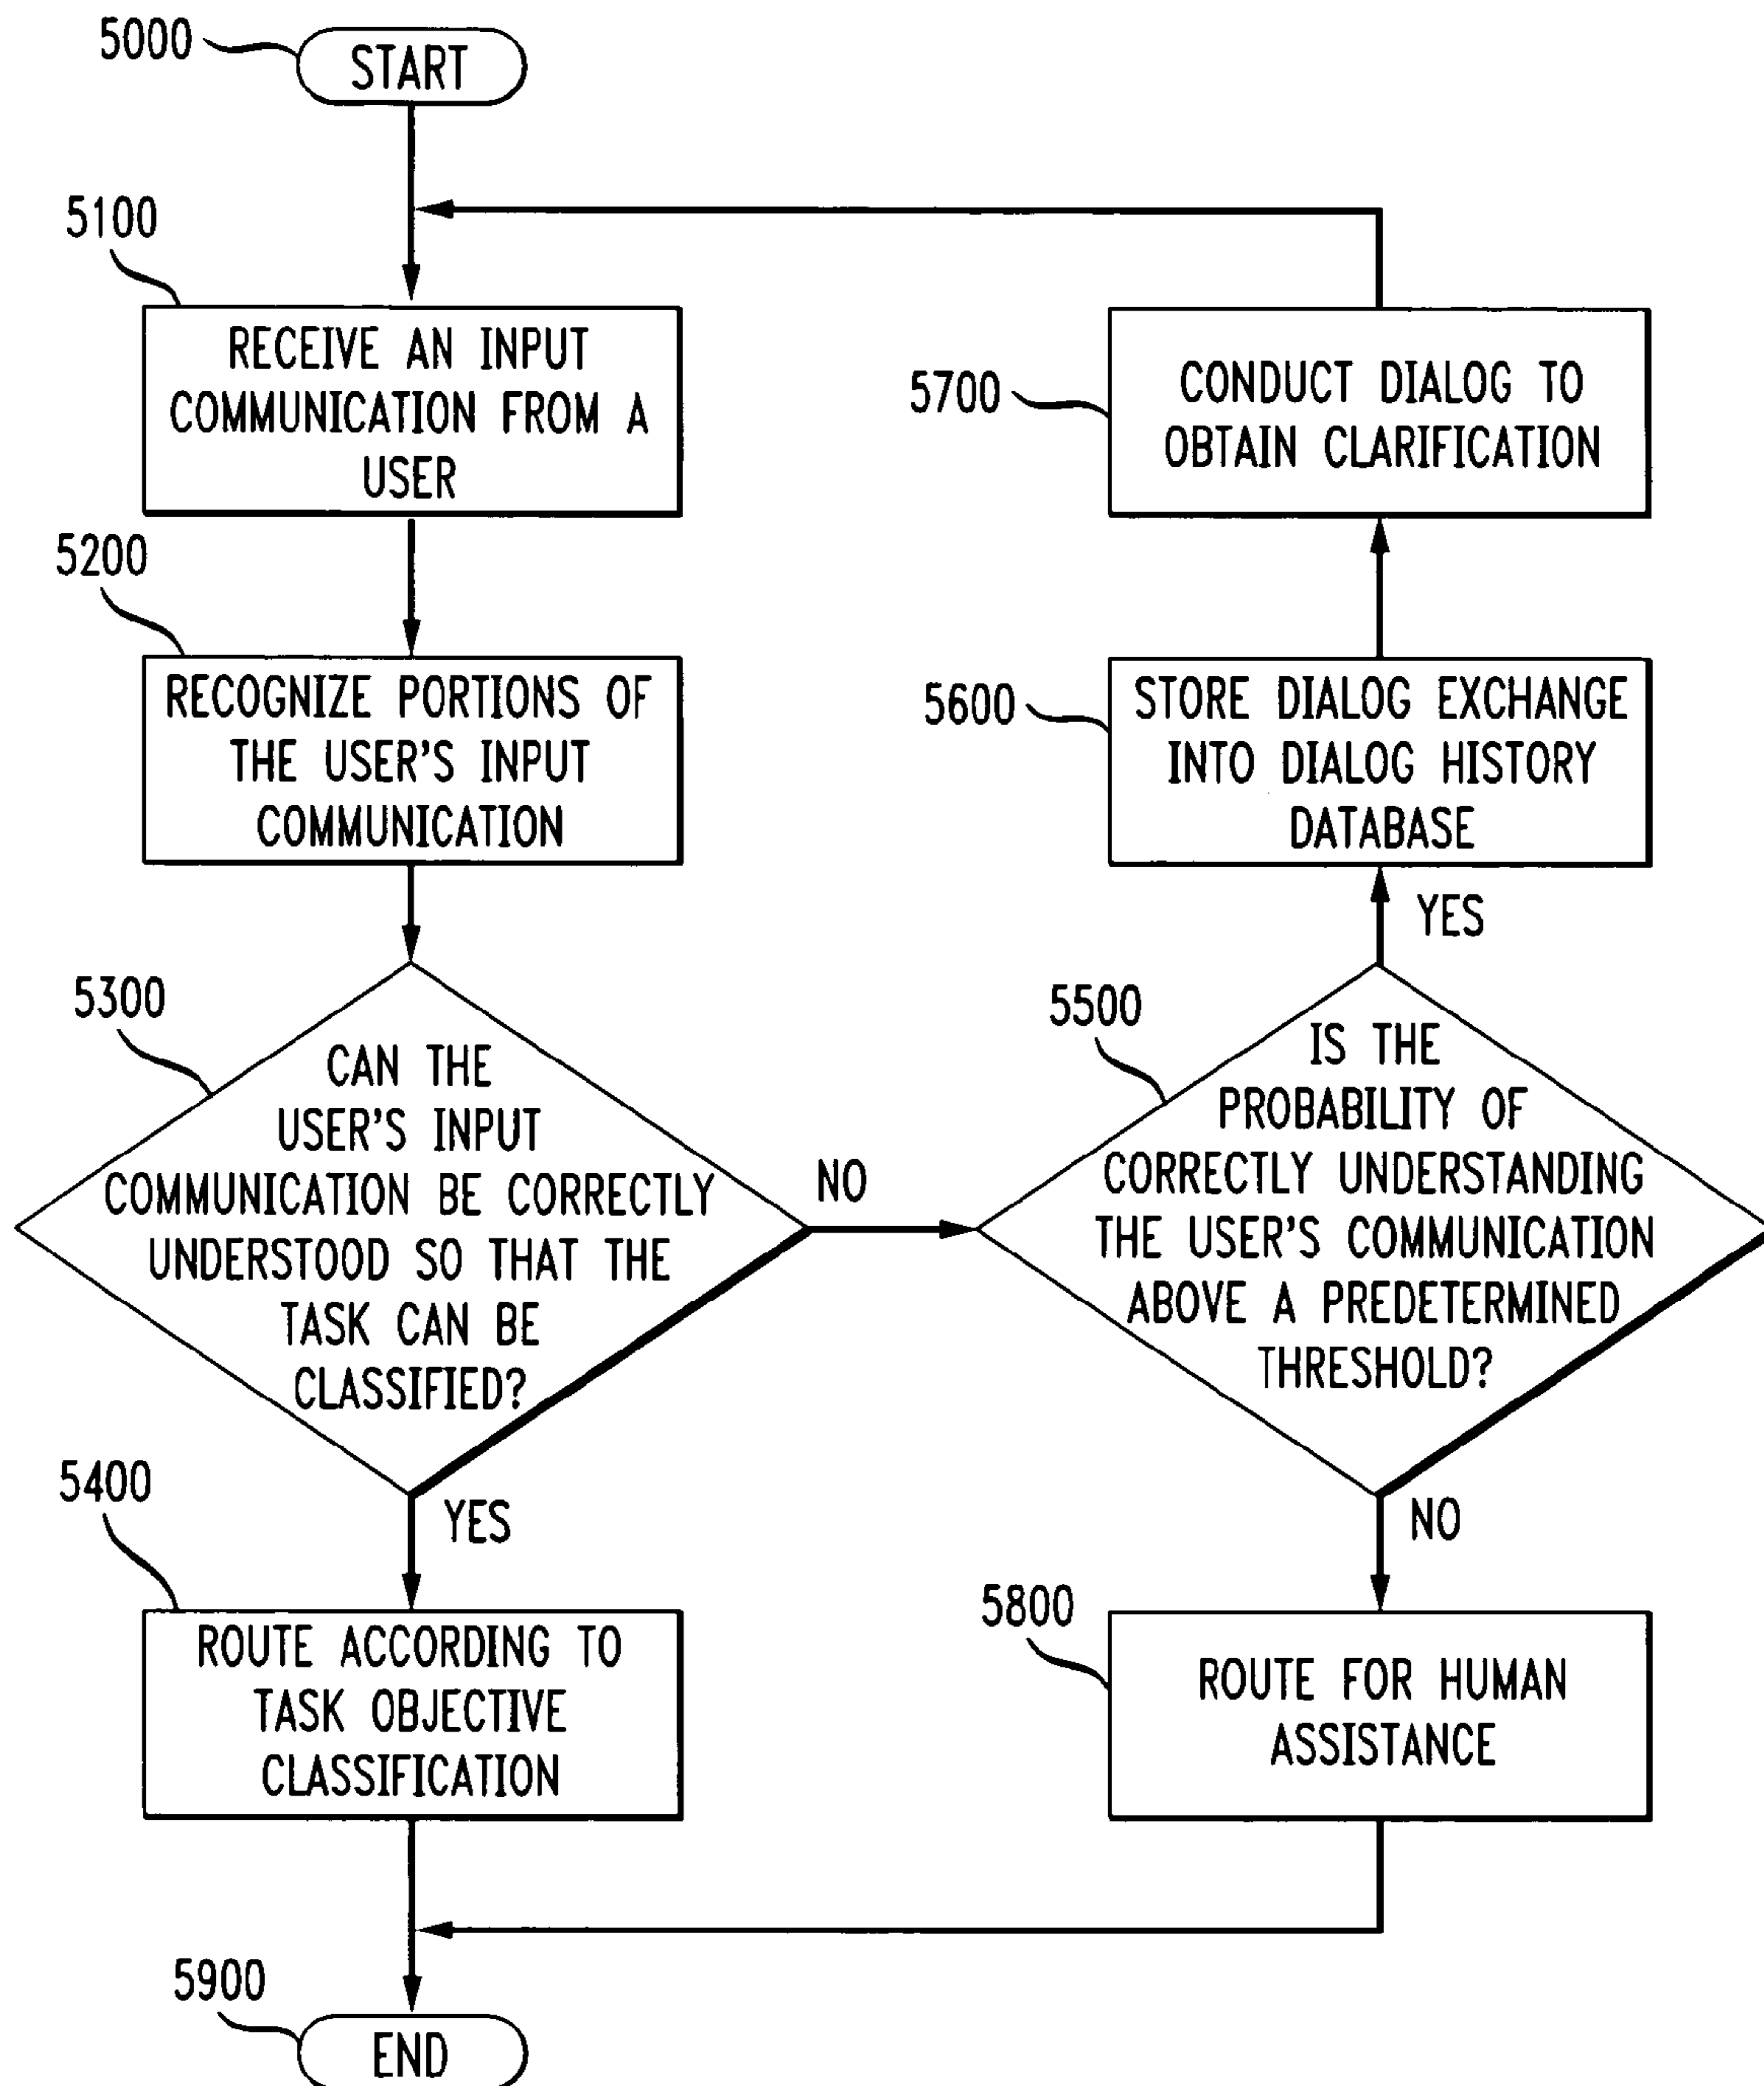 5000
START
5100
RECEIVE AN INPUT
COMMUNICATION FROM A
USER
5200
RECOGNIZE PORTIONS OF
THE USER'S INPUT
COMMUNICATION
5300
CAN THE
USER'S INPUT
COMMUNICATION BE CORRECTLY
UNDERSTOOD SO THAT THE
TASK CAN BE
CLASSIFIED?
NO
YES
5400
ROUTE ACCORDING TO
TASK OBJECTIVE
CLASSIFICATION
5700
CONDUCT DIALOG TO
OBTAIN CLARIFICATION
5600
STORE DIALOG EXCHANGE
INTO DIALOG HISTORY
DATABASE
YES
5500
IS THE
PROBABILITY OF
CORRECTLY UNDERSTANDING
THE USER'S COMMUNICATION
ABOVE A PREDETERMINED
THRESHOLD?
NO
5800
ROUTE FOR HUMAN
ASSISTANCE
5900
END